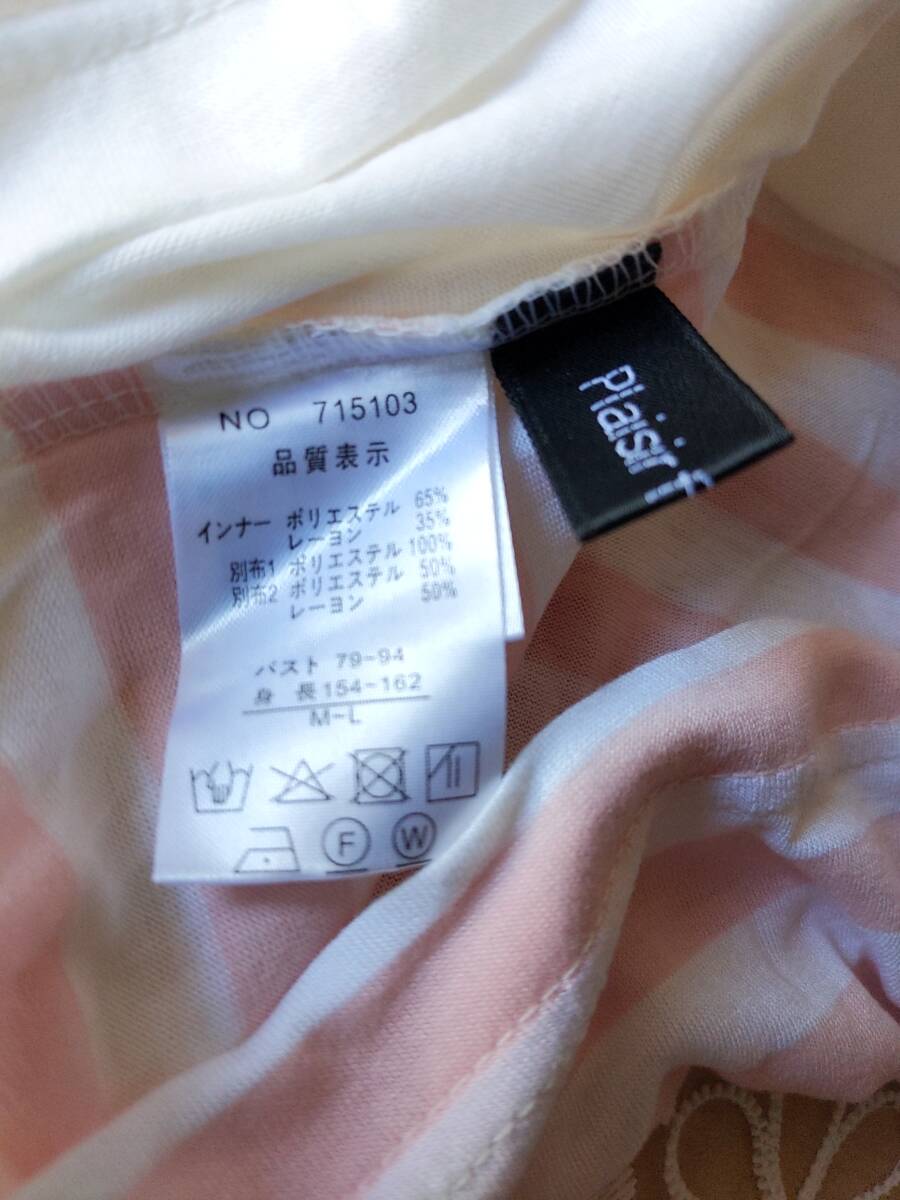 NO 715103
品質表示
インナー ポリエステル 65%
レーヨン 35%
別布1 ポリエステル 100%
別布2 ポリエステル 50%
レーヨン 50%
バスト 79-94
身 長 154-162
M-L
F W
Plaisir